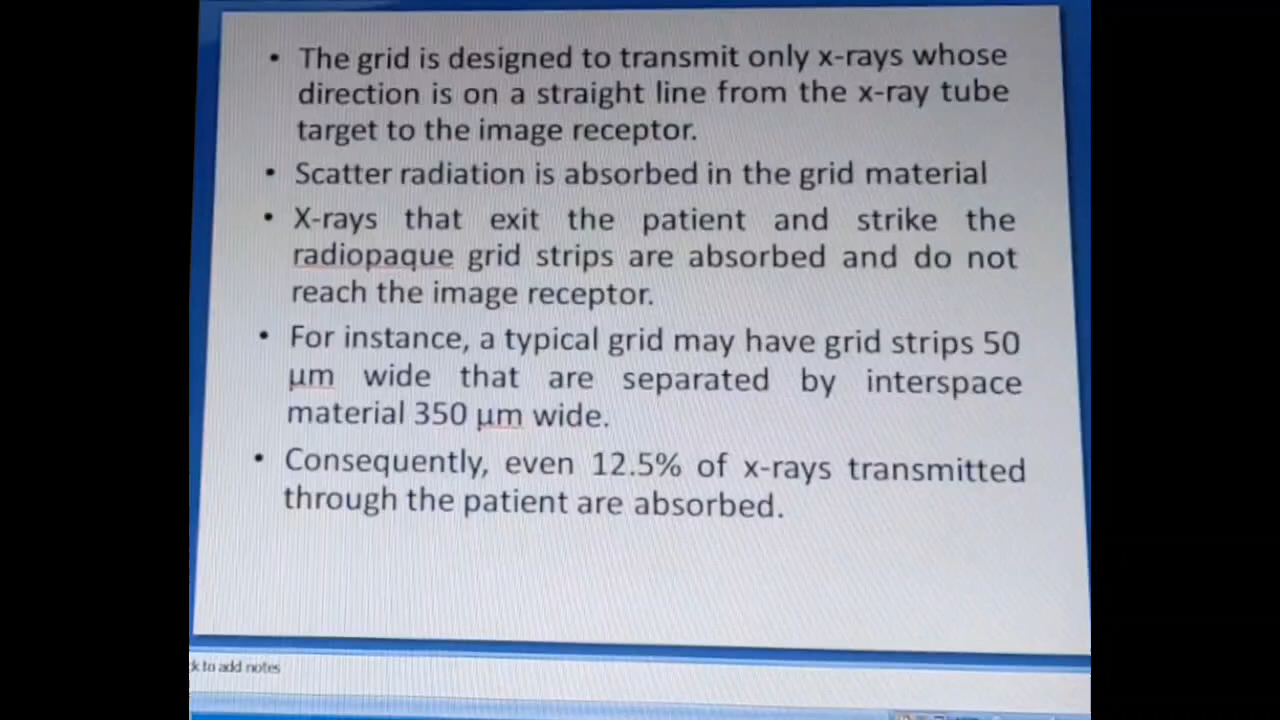 • The grid is designed to transmit only x-rays whose
direction is on a straight line from the x-ray tube
target to the image receptor.
• Scatter radiation is absorbed in the grid material
• X-rays that exit the patient and strike the
radiopaque grid strips are absorbed and do not
reach the image receptor.
• For instance, a typical grid may have grid strips 50
µm wide that are separated by interspace
material 350 µm wide.
• Consequently, even 12.5% of x-rays transmitted
through the patient are absorbed.
k to add notes